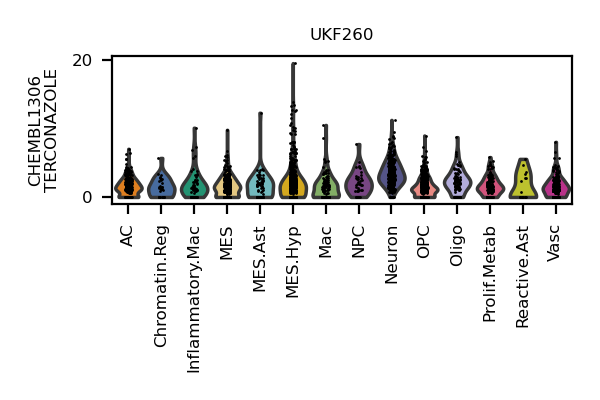 UKF260
CHEMBL1306
TERCONAZOLE
20
0
AC
Chromatin.Reg
Inflammatory.Mac
MES
MES.Ast
MES.Hyp
Mac
NPC
Neuron
OPC
Oligo
Prolif.Metab
Reactive.Ast
Vasc